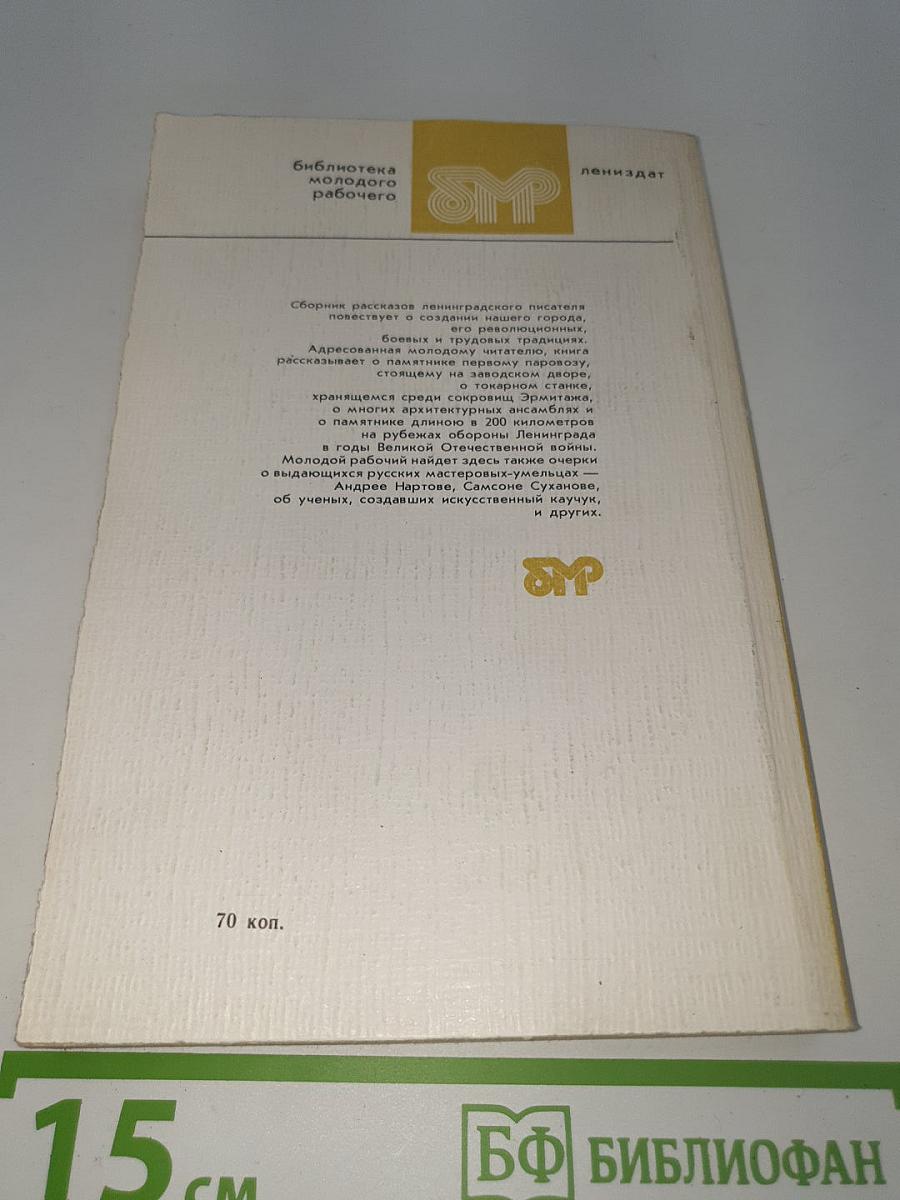 библиотека
молодого
рабочего
бмр
лениздат
Сборник рассказов ленинградского писателя
повествует о создании нашего города,
его революционных,
боевых и трудовых традициях.
Адресованная молодому читателю, книга
рассказывает о памятнике первому паровозу,
стоящему на заводском дворе,
о токарном станке,
хранящемся среди сокровищ Эрмитажа,
о многих архитектурных ансамблях и
о памятнике длиною в 200 километров
на рубежах обороны Ленинграда
в годы Великой Отечественной войны.
Молодой рабочий найдет здесь также очерки
о выдающихся русских мастеровых-умельцах —
Андрее Нартове, Самсоне Суханове,
об ученых, создавших искусственный каучук,
и других.
бмр
70 коп.
15 см
БФ БИБЛИОФАН